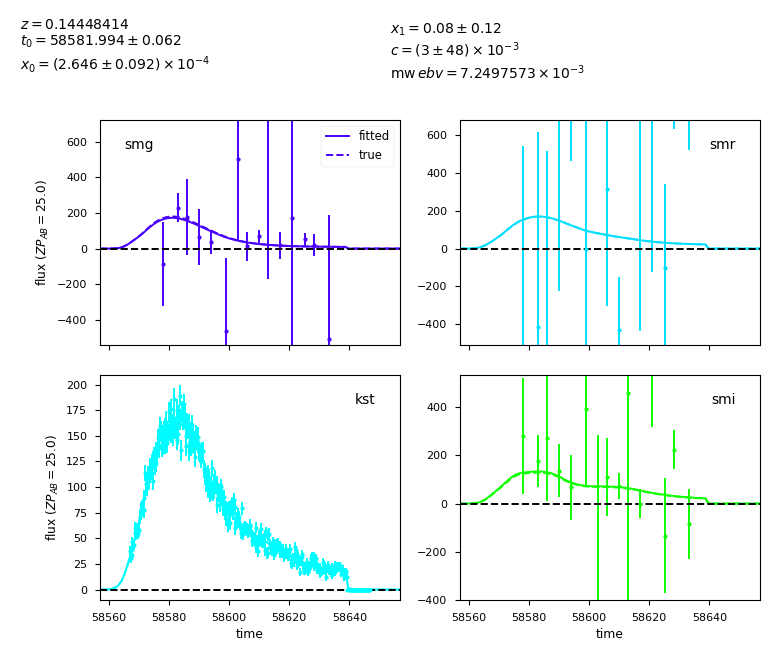 z = 0.14448414
t₀ = 58581.994 ± 0.062
x₀ = (2.646 ± 0.092) × 10⁻⁴
x₁ = 0.08 ± 0.12
c = (3 ± 48) × 10⁻³
mw ebv = 7.2497573 × 10⁻³
flux (ZP_AB = 25.0)
600
400
200
0
−200
−400
smg
fitted
true
600
400
200
0
−200
−400
smr
flux (ZP_AB = 25.0)
200
175
150
125
100
75
50
25
0
kst
58560 58580 58600 58620 58640
time
400
200
0
−200
−400
smi
58560 58580 58600 58620 58640
time